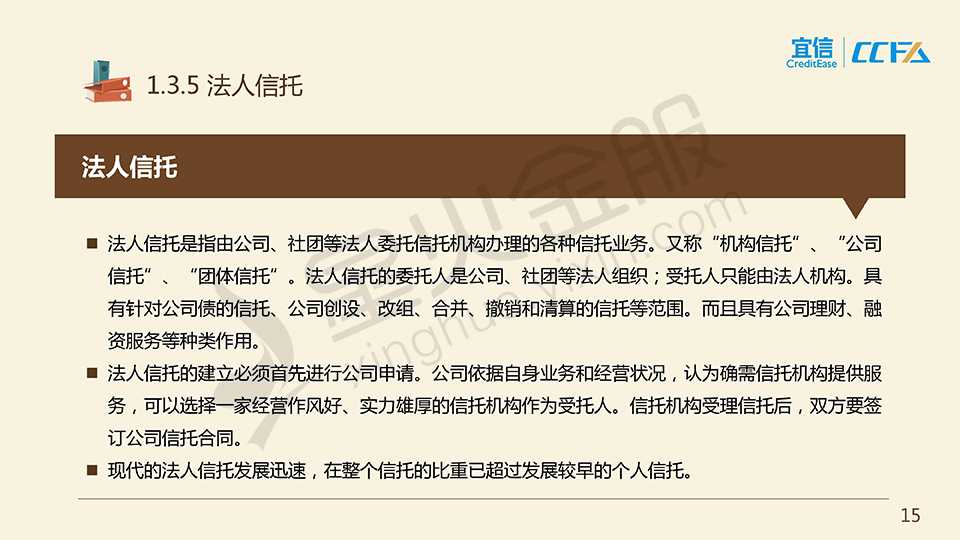 宜信
CreditEase
CCFA
1.3.5 法人信托
法人信托
法人信托是指由公司、社团等法人委托信托机构办理的各种信托业务。又称“机构信托”、“公司
信托”、“团体信托”。法人信托的委托人是公司、社团等法人组织；受托人只能由法人机构。具
有针对公司债的信托、公司创设、改组、合并、撤销和清算的信托等范围。而且具有公司理财、融
资服务等种类作用。
法人信托的建立必须首先进行公司申请。公司依据自身业务和经营状况，认为确需信托机构提供服
务，可以选择一家经营作风好、实力雄厚的信托机构作为受托人。信托机构受理信托后，双方要签
订公司信托合同。
现代的法人信托发展迅速，在整个信托的比重已超过发展较早的个人信托。
星火金服
xinghuo.yixin.com
15